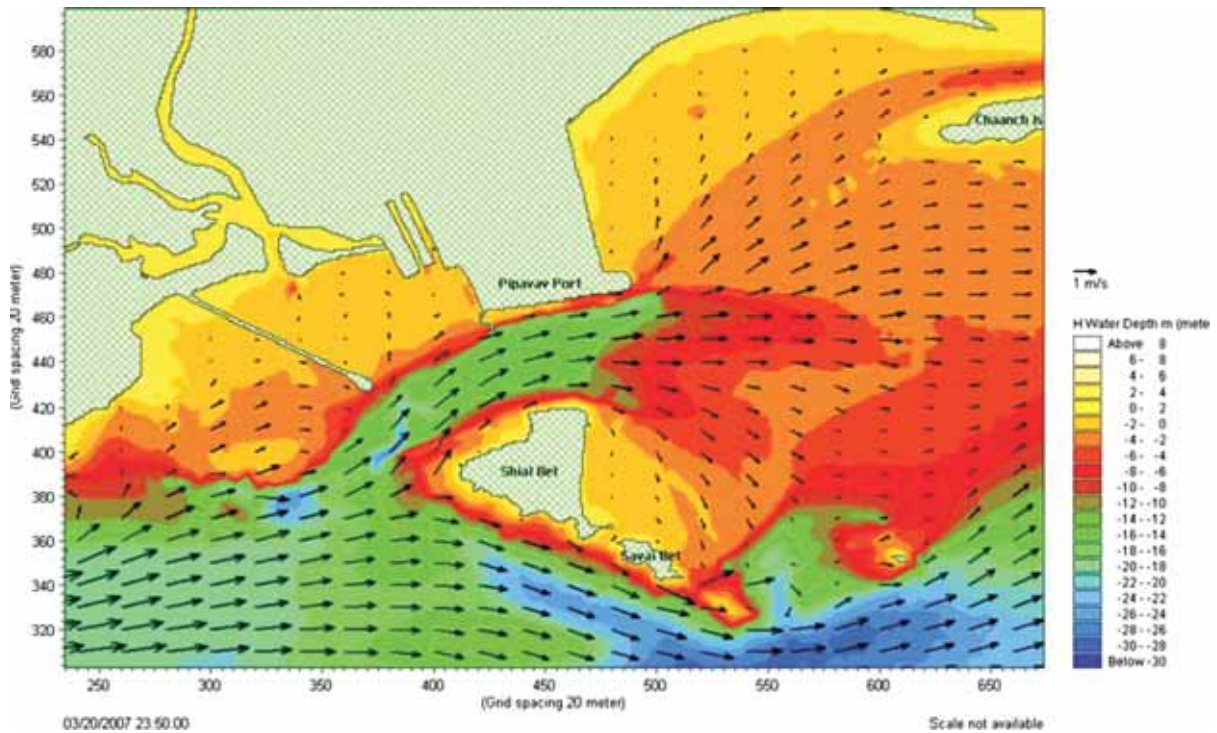 580
560
540
520
500
480
460
440
420
400
380
360
340
320
(Grid spacing 20 meter)
250 300 350 400 450 500 550 600 650
(Grid spacing 20 meter)
03/20/2007 23:50:00
Scale not available
Chaanch Is
Pipavav Port
Shial Bet
Savai Bet
1 m/s
H Water Depth m (meter
Above 8
6 - 8
4 - 6
2 - 4
0 - 2
-2 - 0
-4 - -2
-6 - -4
-8 - -6
-10 - -8
-12 - -10
-14 - -12
-16 - -14
-18 - -16
-20 - -18
-22 - -20
-24 - -22
-26 - -24
-28 - -26
-30 - -28
Below -30